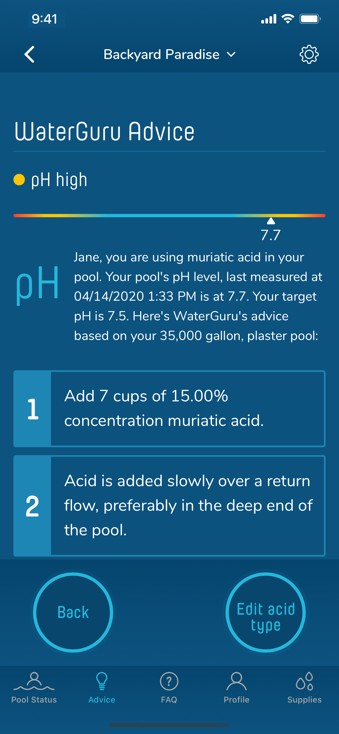 9:41
Backyard Paradise
WaterGuru Advice
pH high
7.7
pH
Jane, you are using muriatic acid in your
pool. Your pool's pH level, last measured at
04/14/2020 1:33 PM is at 7.7. Your target
pH is 7.5. Here's WaterGuru's advice
based on your 35,000 gallon, plaster pool:
1
Add 7 cups of 15.00%
concentration muriatic acid.
2
Acid is added slowly over a return
flow, preferably in the deep end of
the pool.
Back
Edit acid
type
Pool Status
Advice
?
FAQ
Profile
Supplies